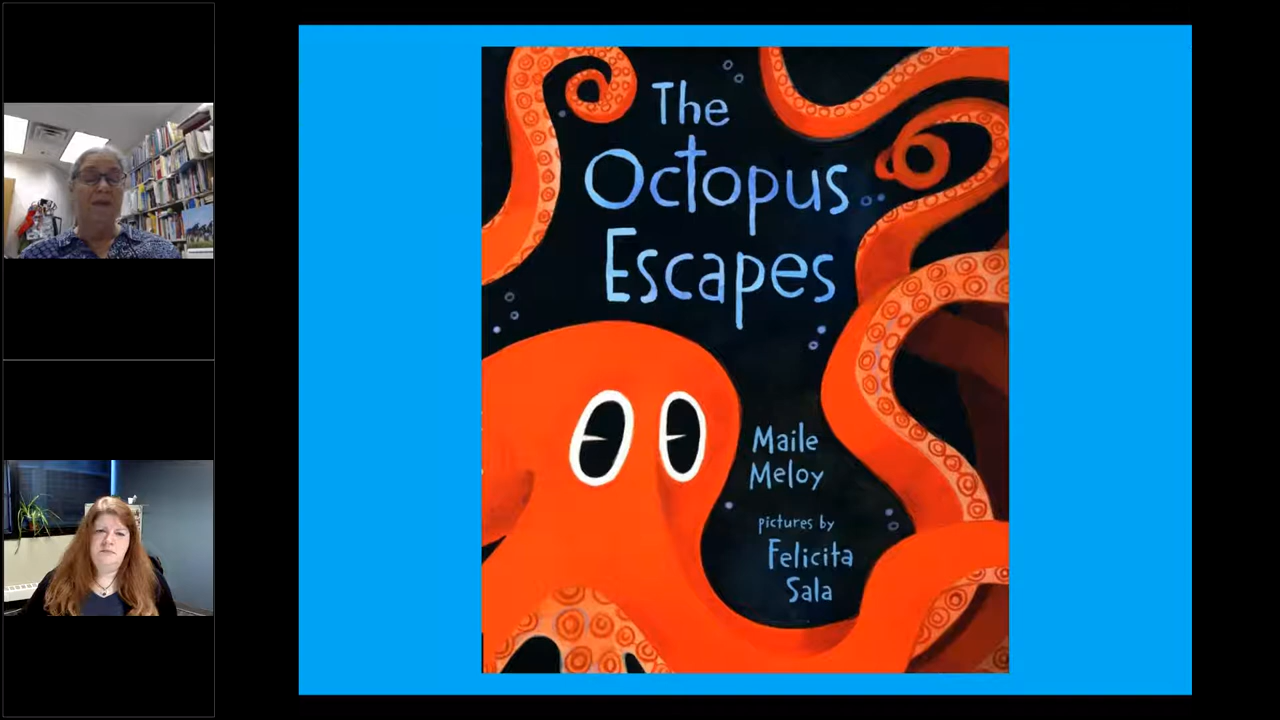 The
Octopus
Escapes
Maile
Meloy
pictures by
Felicita
Sala